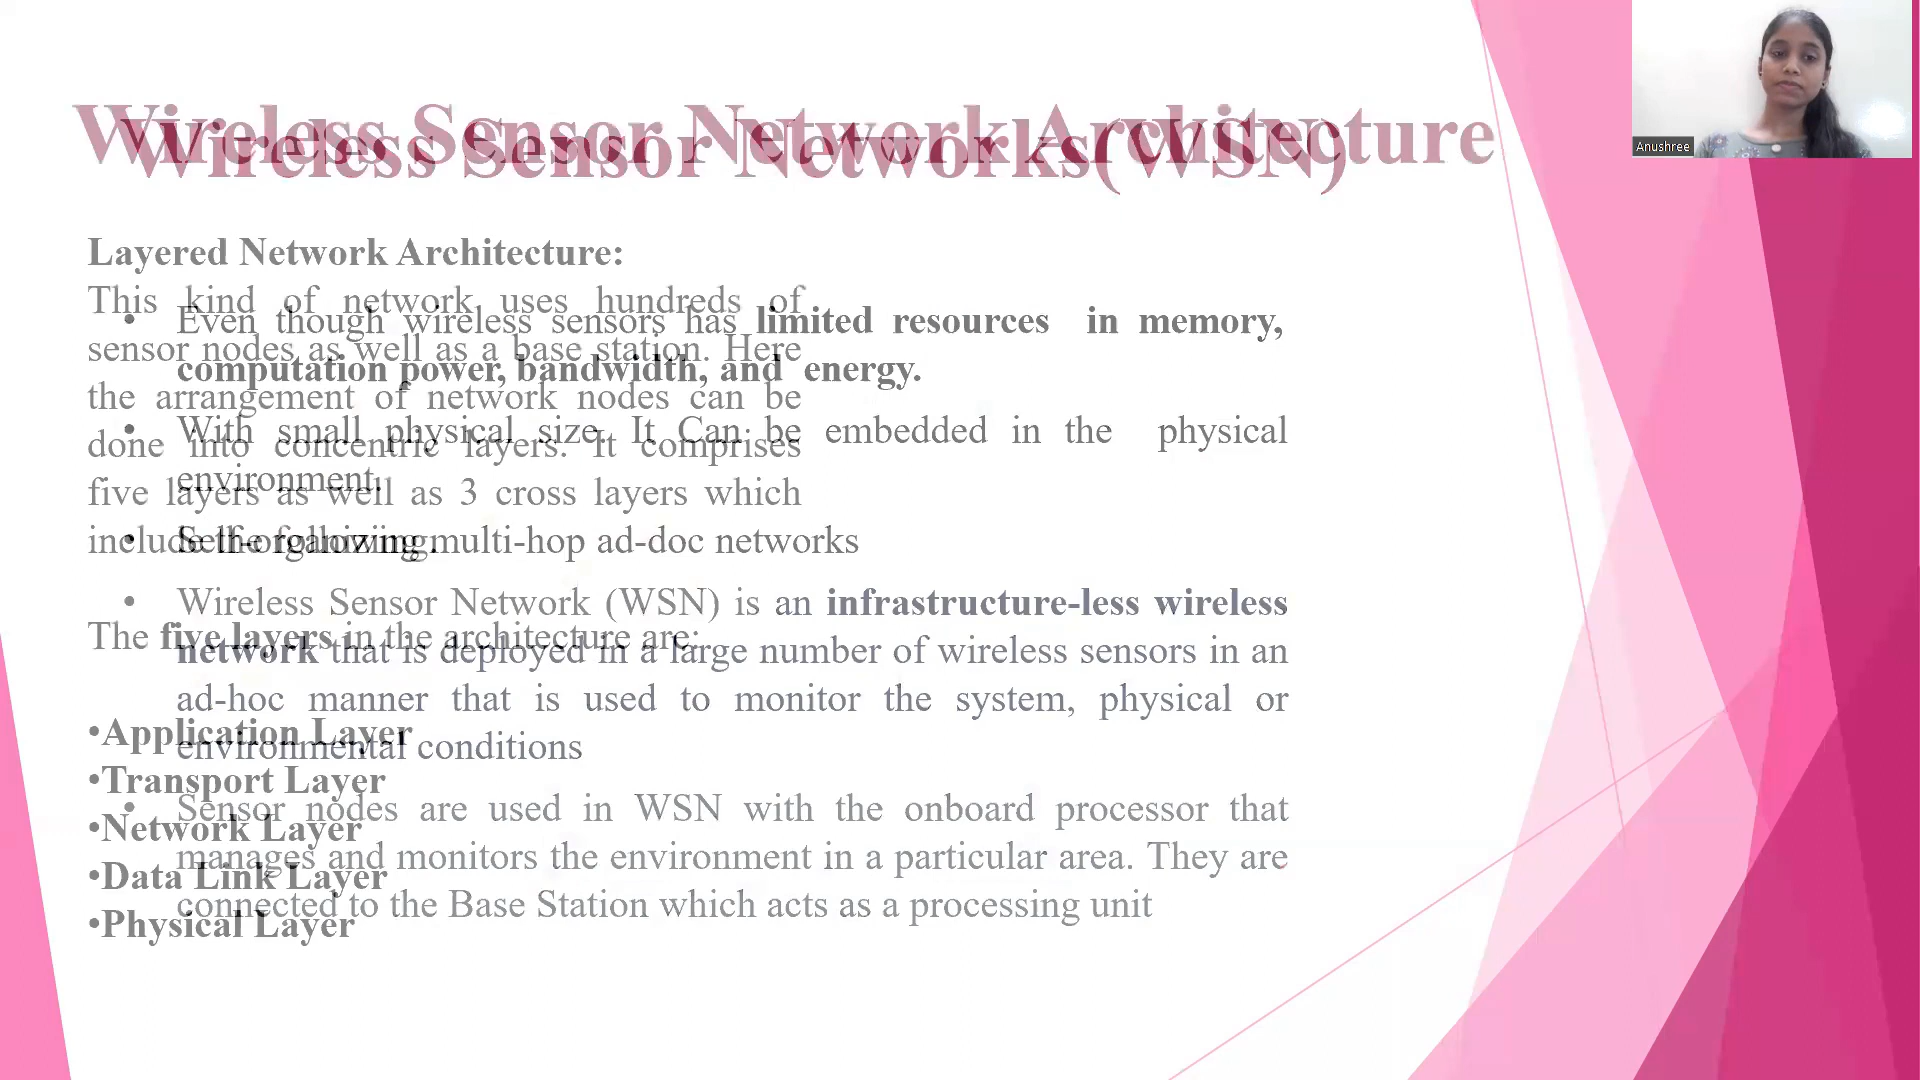 Wireless Sensor Networks(WSN)
• Even though wireless sensors has limited resources in memory,
computation power, bandwidth, and energy.
• With small physical size. It Can be embedded in the physical
environment.
• Self-organizing multi-hop ad-doc networks
• Wireless Sensor Network (WSN) is an infrastructure-less wireless
network that is deployed in a large number of wireless sensors in an
ad-hoc manner that is used to monitor the system, physical or
environmental conditions
• Sensor nodes are used in WSN with the onboard processor that
manages and monitors the environment in a particular area. They are
connected to the Base Station which acts as a processing unit
Wireless Sensor Network Architecture
Layered Network Architecture:
This kind of network uses hundreds of
sensor nodes as well as a base station. Here
the arrangement of network nodes can be
done into concentric layers. It comprises
five layers as well as 3 cross layers which
include the following.
The five layers in the architecture are:
•Application Layer
•Transport Layer
•Network Layer
•Data Link Layer
•Physical Layer
Anushree